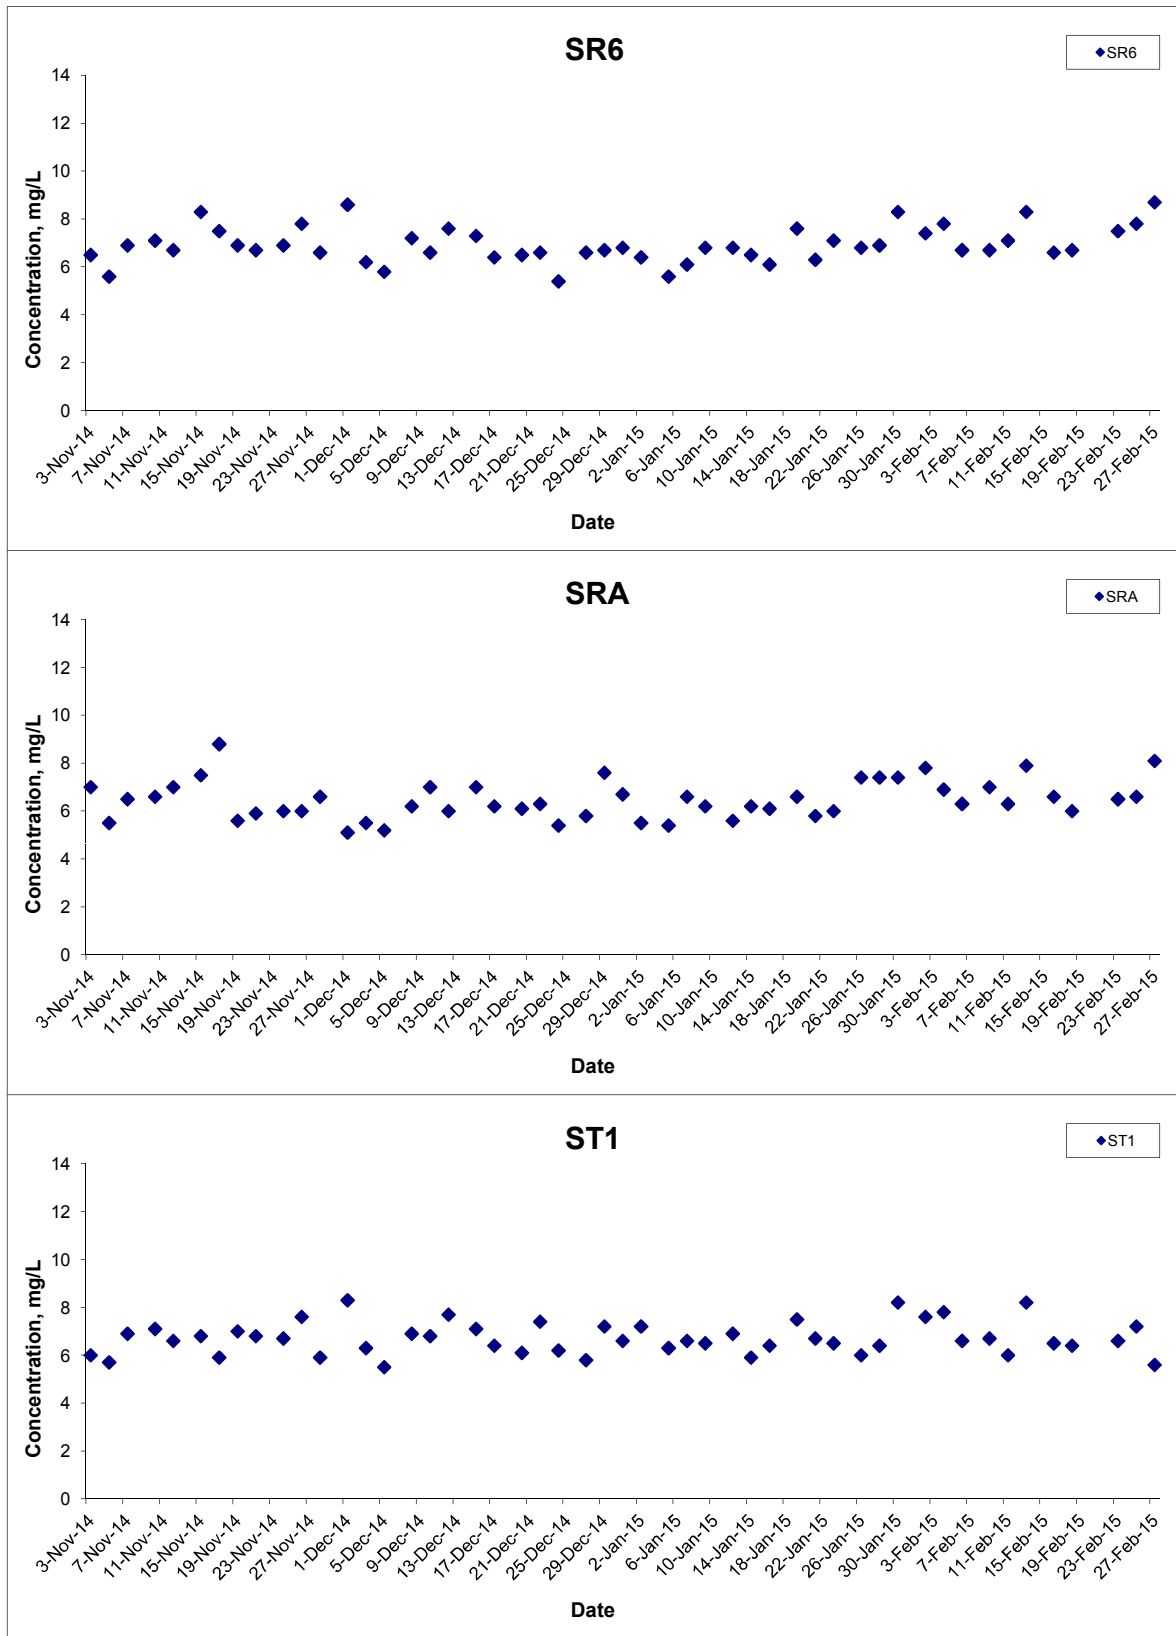 SR6
SR6
Concentration, mg/L
14
12
10
8
6
4
2
0
3-Nov-14 7-Nov-14 11-Nov-14 15-Nov-14 19-Nov-14 23-Nov-14 27-Nov-14 1-Dec-14 5-Dec-14 9-Dec-14 13-Dec-14 17-Dec-14 21-Dec-14 25-Dec-14 29-Dec-14 2-Jan-15 6-Jan-15 10-Jan-15 14-Jan-15 18-Jan-15 22-Jan-15 26-Jan-15 30-Jan-15 3-Feb-15 7-Feb-15 11-Feb-15 15-Feb-15 19-Feb-15 23-Feb-15 27-Feb-15
Date
SRA
SRA
Concentration, mg/L
14
12
10
8
6
4
2
0
3-Nov-14 7-Nov-14 11-Nov-14 15-Nov-14 19-Nov-14 23-Nov-14 27-Nov-14 1-Dec-14 5-Dec-14 9-Dec-14 13-Dec-14 17-Dec-14 21-Dec-14 25-Dec-14 29-Dec-14 2-Jan-15 6-Jan-15 10-Jan-15 14-Jan-15 18-Jan-15 22-Jan-15 26-Jan-15 30-Jan-15 3-Feb-15 7-Feb-15 11-Feb-15 15-Feb-15 19-Feb-15 23-Feb-15 27-Feb-15
Date
ST1
ST1
Concentration, mg/L
14
12
10
8
6
4
2
0
3-Nov-14 7-Nov-14 11-Nov-14 15-Nov-14 19-Nov-14 23-Nov-14 27-Nov-14 1-Dec-14 5-Dec-14 9-Dec-14 13-Dec-14 17-Dec-14 21-Dec-14 25-Dec-14 29-Dec-14 2-Jan-15 6-Jan-15 10-Jan-15 14-Jan-15 18-Jan-15 22-Jan-15 26-Jan-15 30-Jan-15 3-Feb-15 7-Feb-15 11-Feb-15 15-Feb-15 19-Feb-15 23-Feb-15 27-Feb-15
Date